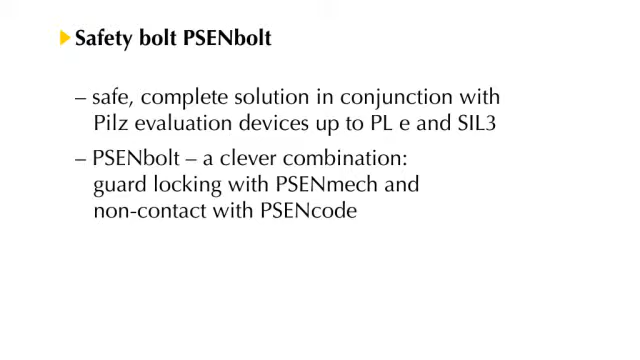 Safety bolt PSENbolt
– safe, complete solution in conjunction with
Pilz evaluation devices up to PL e and SIL3
– PSENbolt – a clever combination:
guard locking with PSENmech and
non-contact with PSENcode